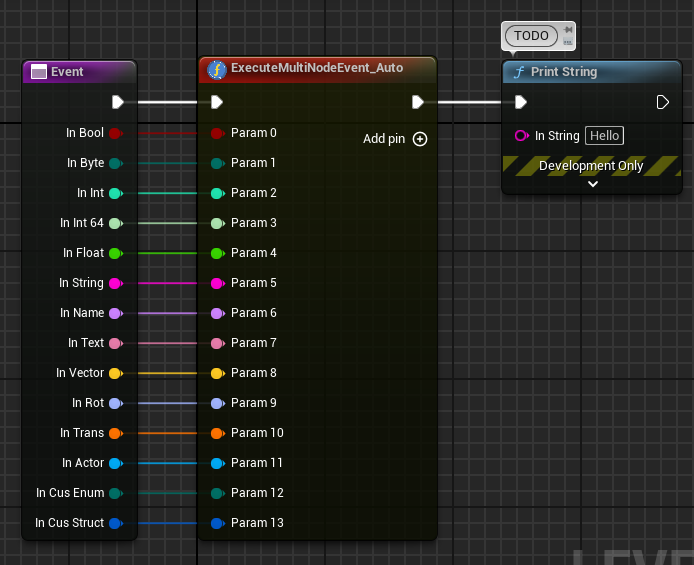 TODO
Event
ExecuteMultiNodeEvent_Auto
Print String
In Bool
Param 0
Add pin
In String
Hello
In Byte
Param 1
Development Only
In Int
Param 2
In Int 64
Param 3
In Float
Param 4
In String
Param 5
In Name
Param 6
In Text
Param 7
In Vector
Param 8
In Rot
Param 9
In Trans
Param 10
In Actor
Param 11
In Cus Enum
Param 12
In Cus Struct
Param 13
LEVE